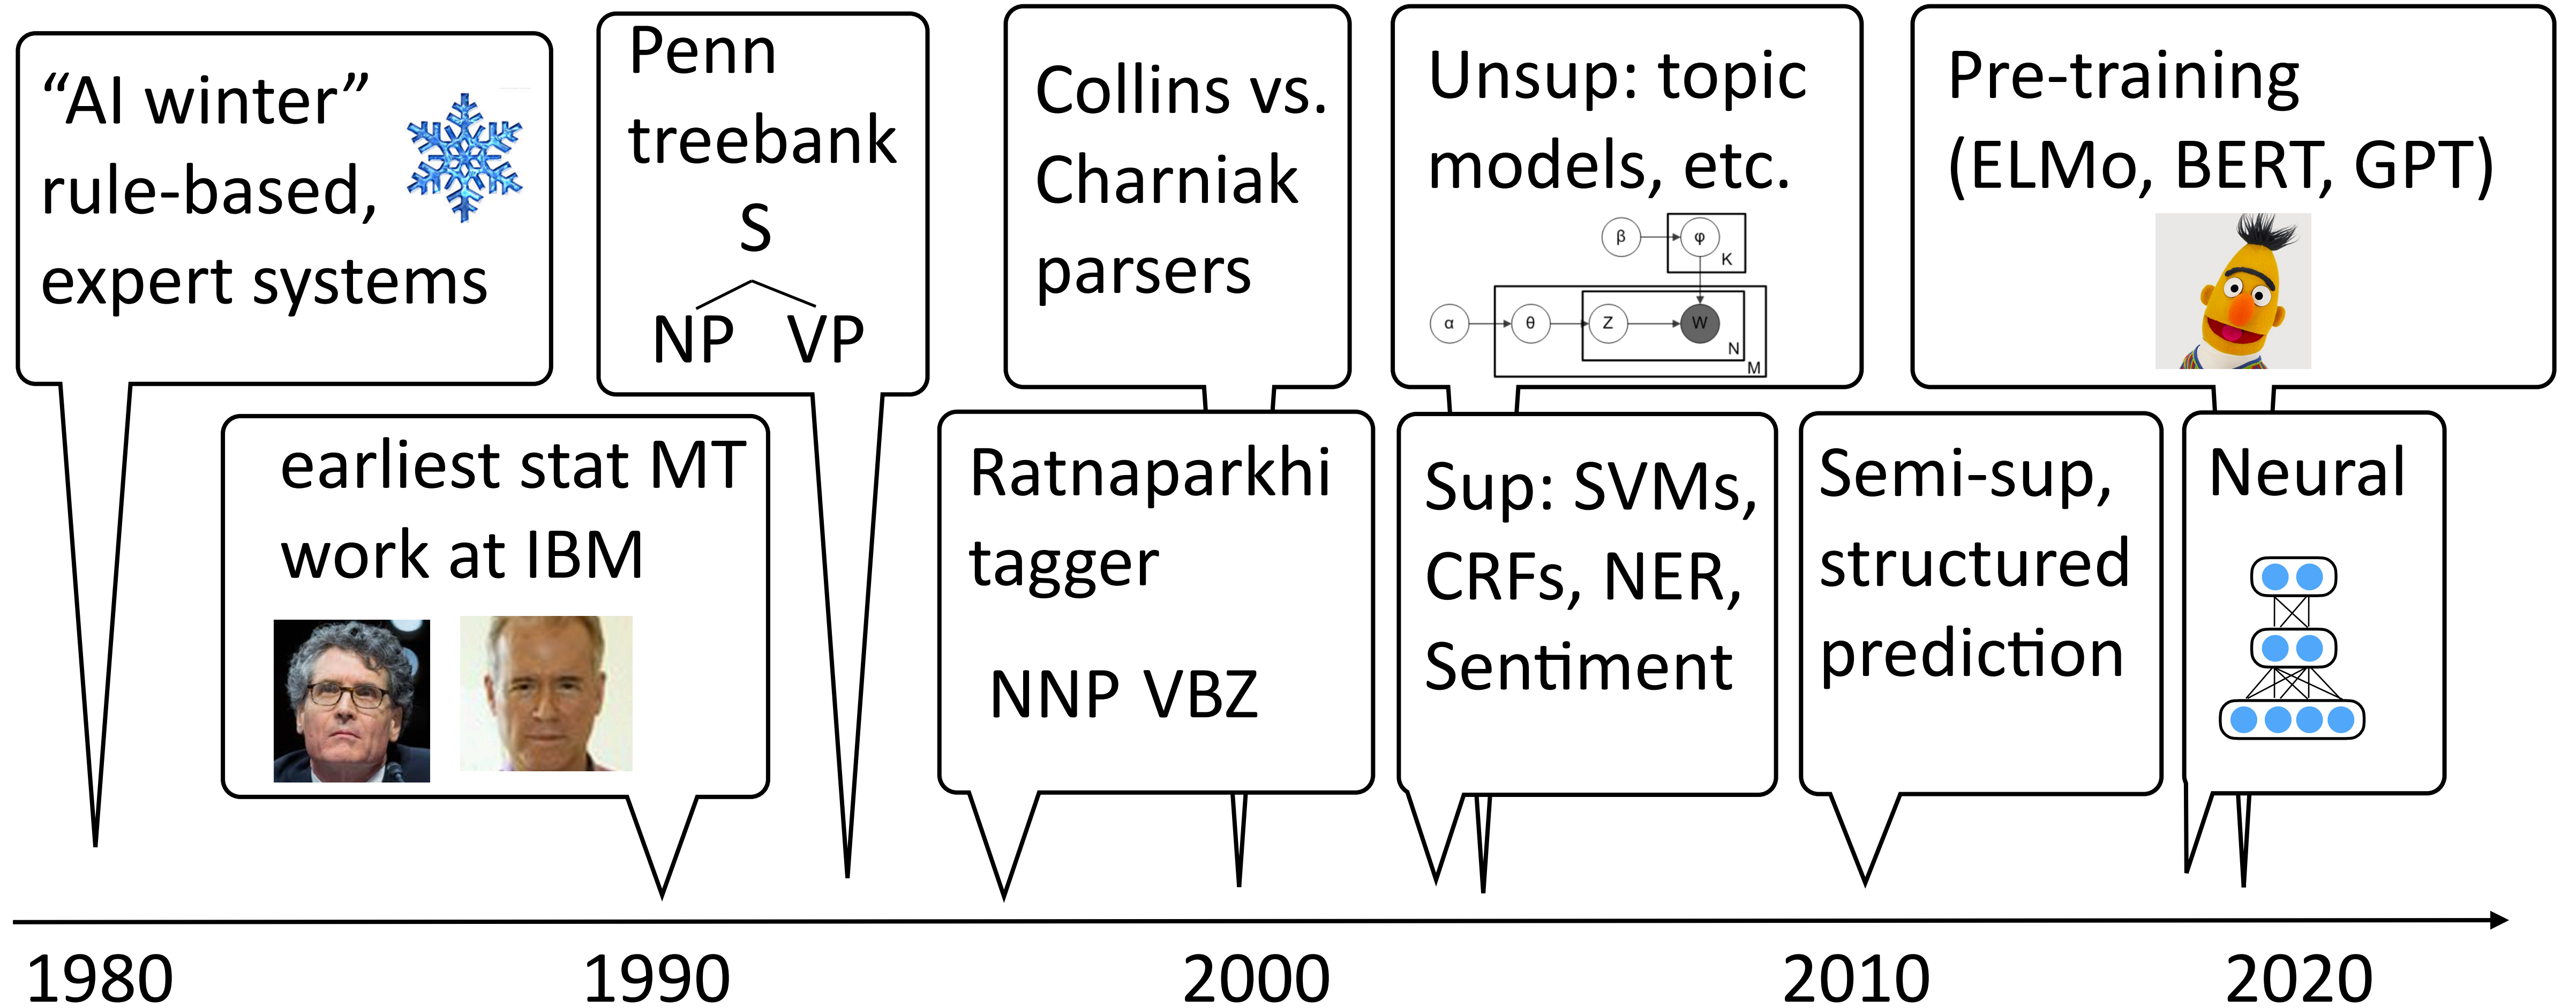 “AI winter”
rule-based,
expert systems
Penn
treebank
S
NP VP
Collins vs.
Charniak
parsers
Unsup: topic
models, etc.
β φ
K
α θ Z W
N
M
Pre-training
(ELMo, BERT, GPT)
earliest stat MT
work at IBM
Ratnaparkhi
tagger
NNP VBZ
Sup: SVMs,
CRFs, NER,
Sentiment
Semi-sup,
structured
prediction
Neural
1980 1990 2000 2010 2020